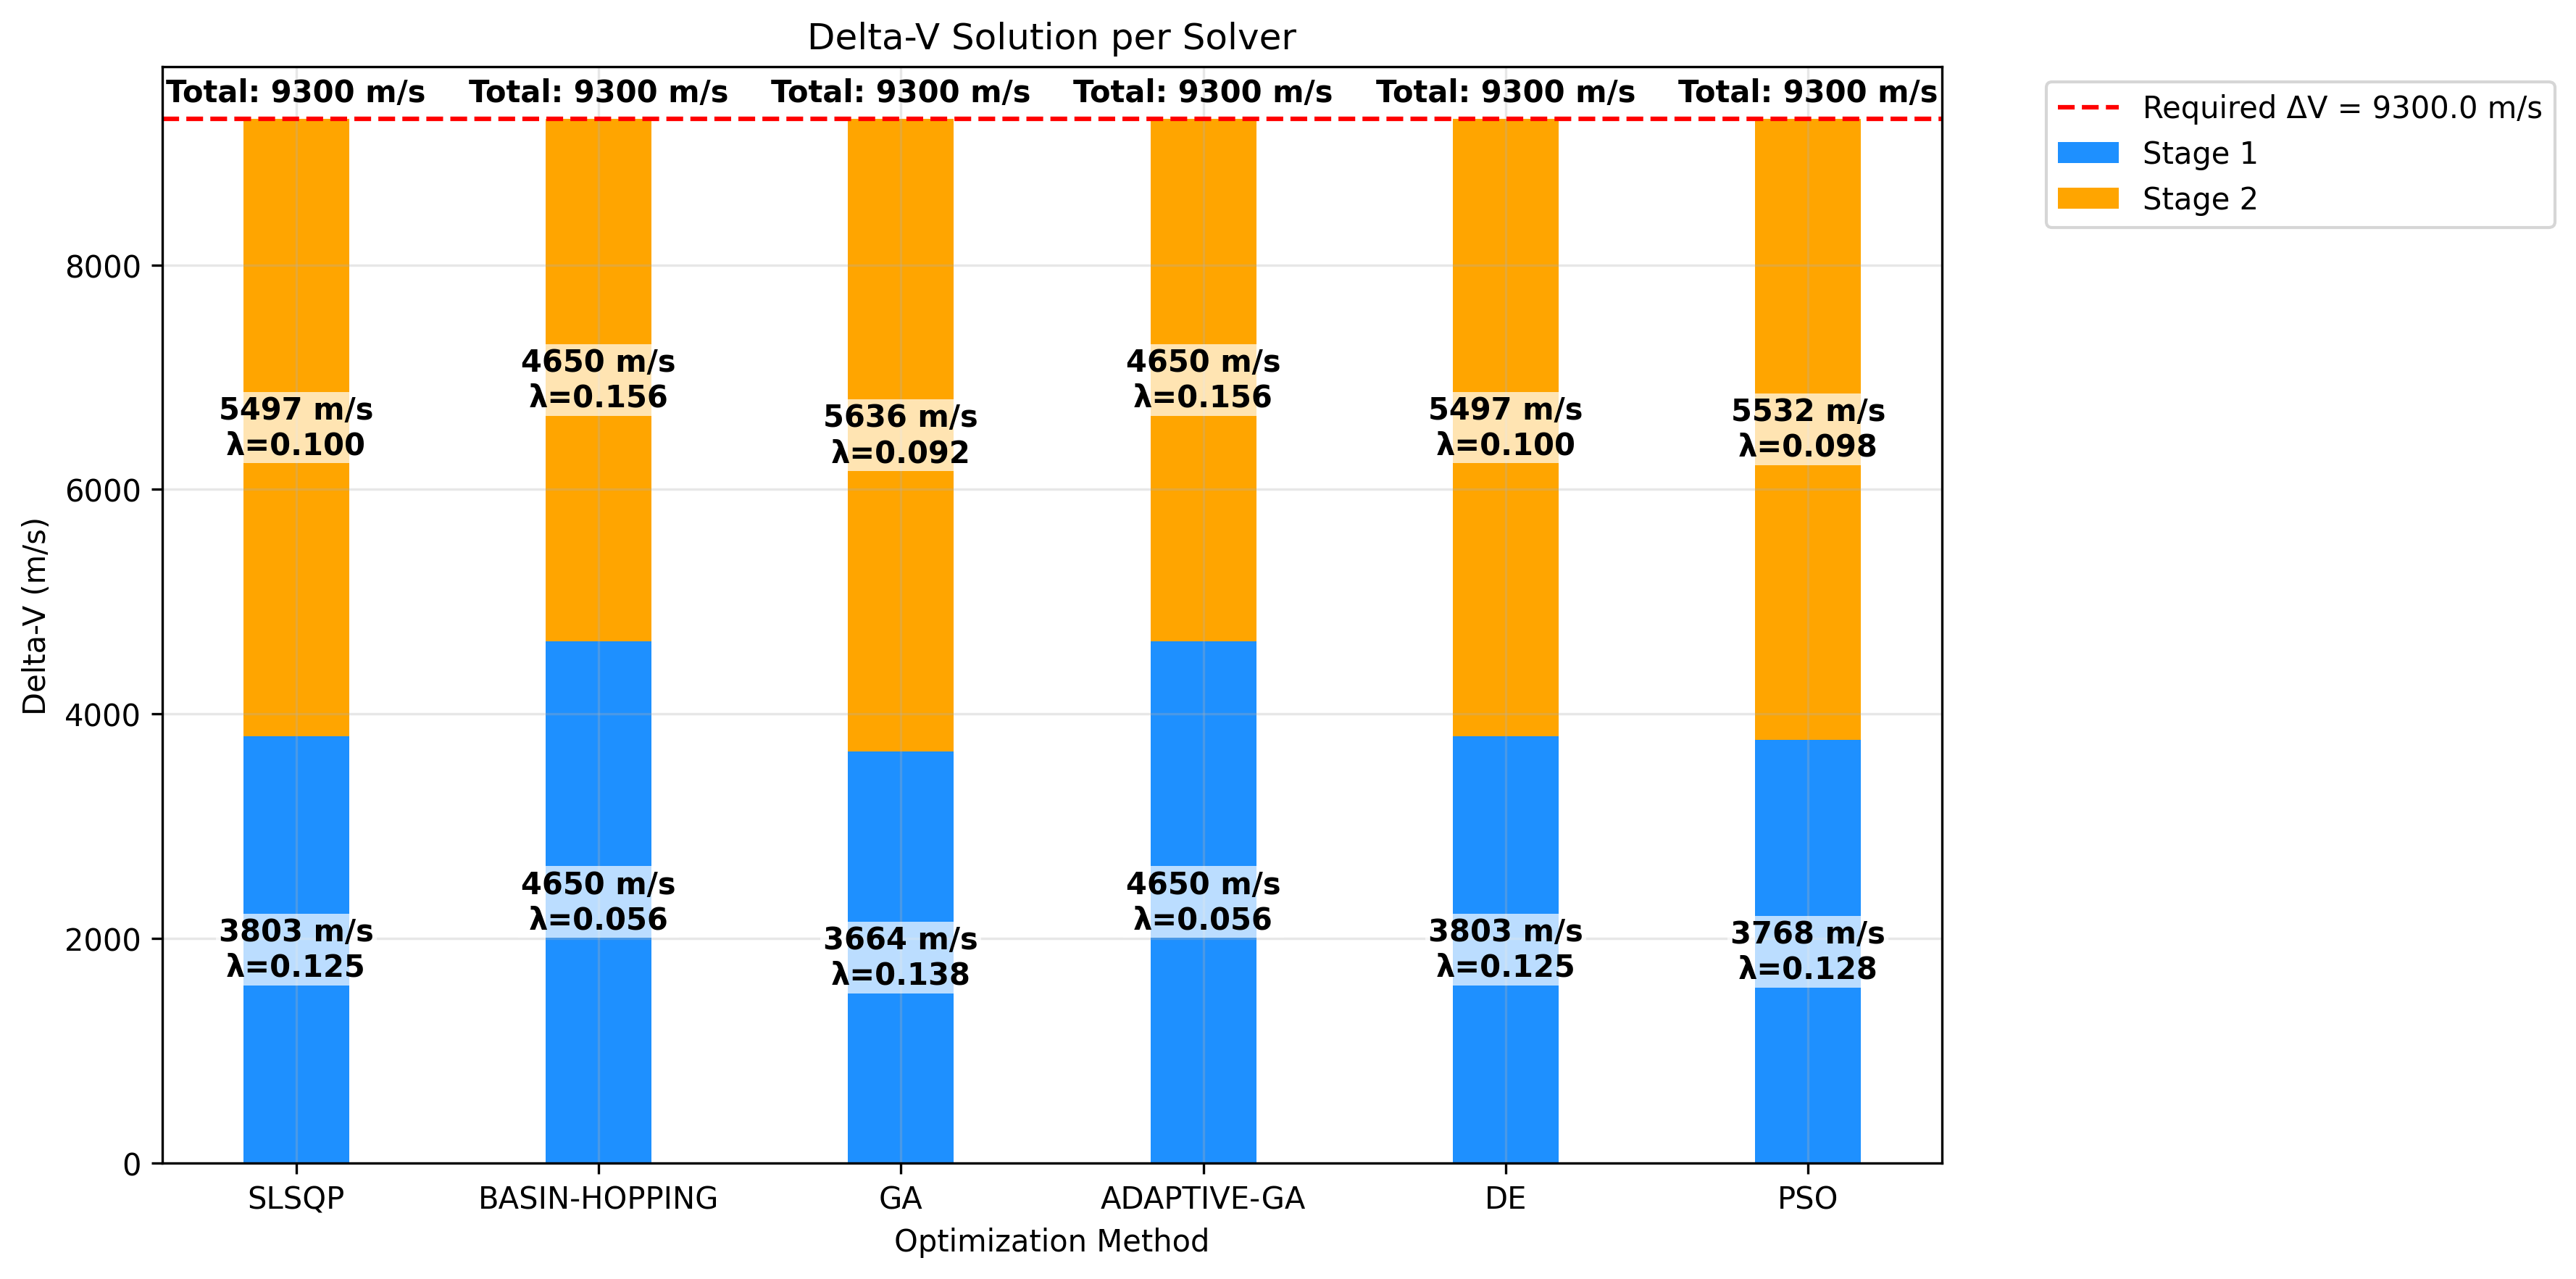 Delta-V Solution per Solver
Total: 9300 m/s Total: 9300 m/s Total: 9300 m/s Total: 9300 m/s Total: 9300 m/s Total: 9300 m/s
Required ΔV = 9300.0 m/s
Stage 1
Stage 2
Delta-V (m/s)
8000
6000
4000
2000
0
5497 m/s
λ=0.100
3803 m/s
λ=0.125
4650 m/s
λ=0.156
4650 m/s
λ=0.056
5636 m/s
λ=0.092
3664 m/s
λ=0.138
4650 m/s
λ=0.156
4650 m/s
λ=0.056
5497 m/s
λ=0.100
3803 m/s
λ=0.125
5532 m/s
λ=0.098
3768 m/s
λ=0.128
SLSQP BASIN-HOPPING GA ADAPTIVE-GA DE PSO
Optimization Method